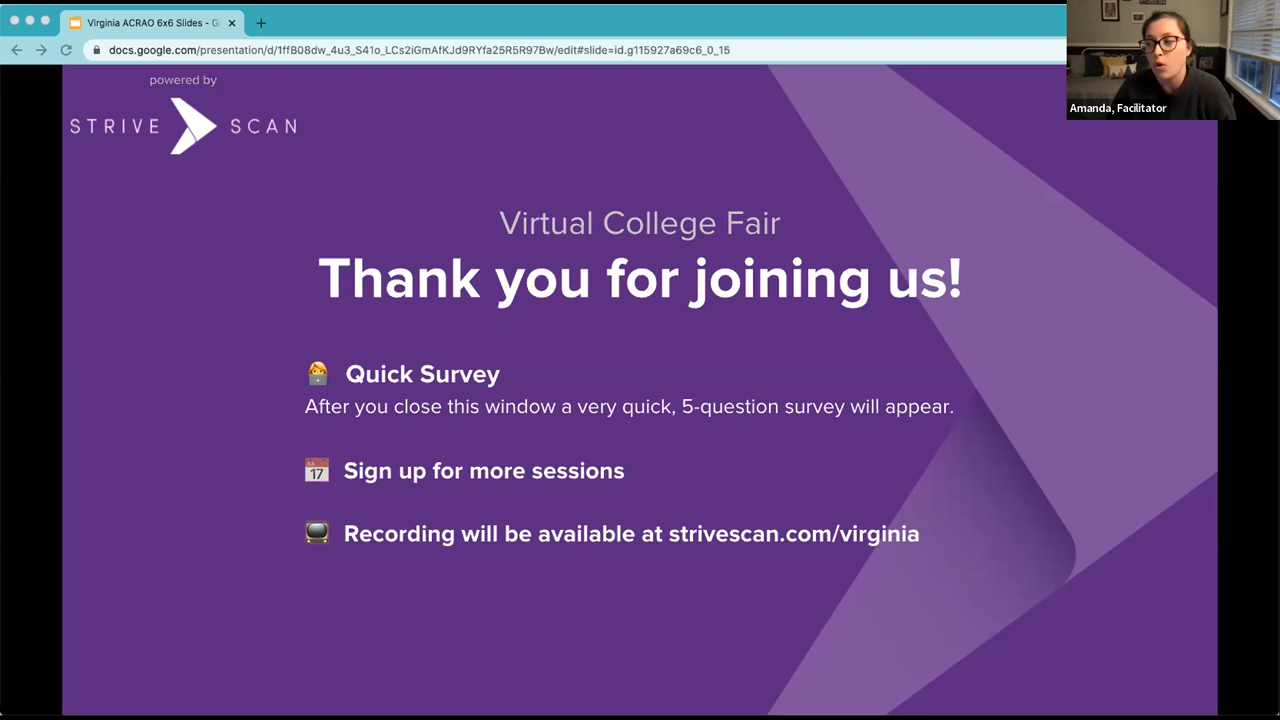 Virginia ACRAO 6x6 Slides - G
docs.google.com/presentation/d/1ffB08dw_4u3_S41o_LCs2iGmAfKJd9RYfa25R5R97Bw/edit#slide=id.g115927a69c6_0_15
Amanda, Facilitator
powered by
STRIVE SCAN
Virtual College Fair
Thank you for joining us!
Quick Survey
After you close this window a very quick, 5-question survey will appear.
17 Sign up for more sessions
Recording will be available at strivescan.com/virginia